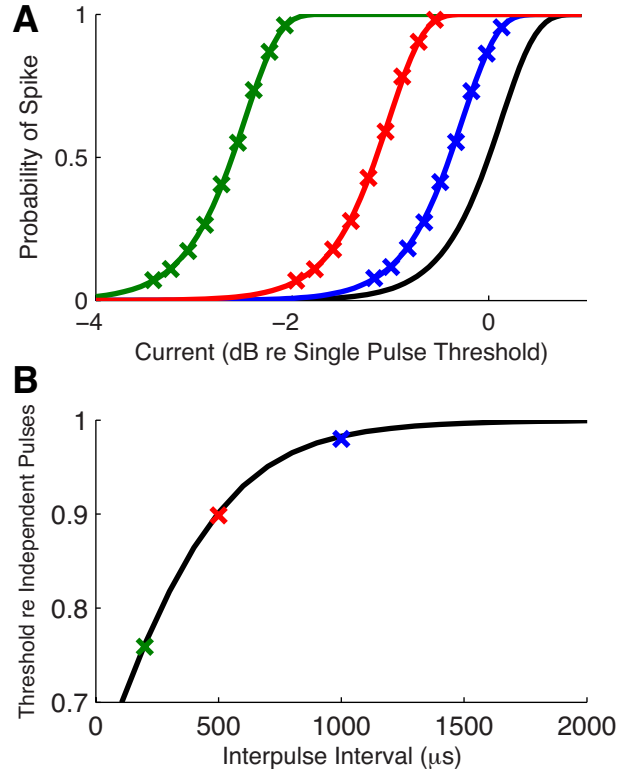 A
Probability of Spike
1
0.5
0
−4
−2
0
Current (dB re Single Pulse Threshold)
B
Threshold re Independent Pulses
1
0.9
0.8
0.7
0
500
1000
1500
2000
Interpulse Interval (μs)